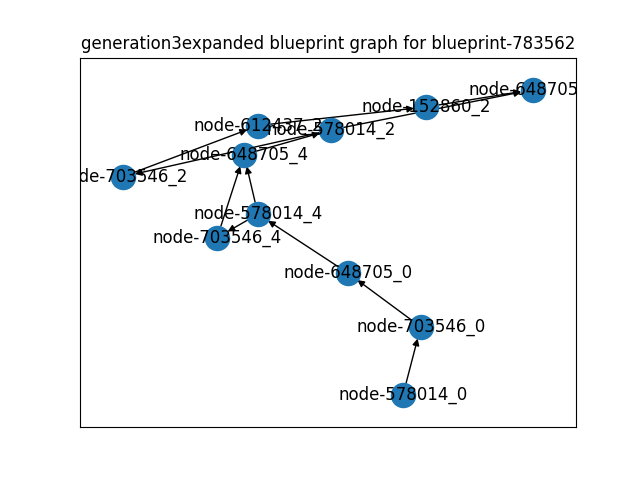 generation3expanded blueprint graph for blueprint-783562
node-648705
node-152860_2
node-612437
node-578014_2
node-648705_4
de-703546_2
node-578014_4
node-703546_4
node-648705_0
node-703546_0
node-578014_0